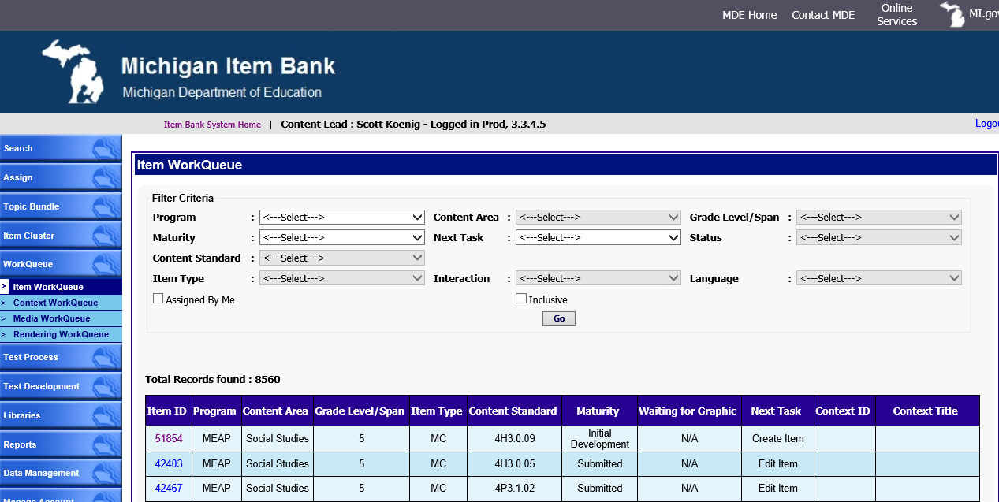 MDE Home Contact MDE Online Services MI.gov
Michigan Item Bank
Michigan Department of Education
Item Bank System Home | Content Lead : Scott Koenig - Logged in Prod, 3.3.4.5 Logou
Search
Assign
Topic Bundle
Item Cluster
WorkQueue
> Item WorkQueue
> Context WorkQueue
> Media WorkQueue
> Rendering WorkQueue
Test Process
Test Development
Libraries
Reports
Data Management
Manage Account
Item WorkQueue
Filter Criteria
Program : <---Select---> Content Area : <---Select---> Grade Level/Span : <---Select--->
Maturity : <---Select---> Next Task : <---Select---> Status : <---Select--->
Content Standard : <---Select--->
Item Type : <---Select---> Interaction : <---Select---> Language : <---Select--->
Assigned By Me Inclusive
Go
Total Records found : 8560
Item ID Program Content Area Grade Level/Span Item Type Content Standard Maturity Waiting for Graphic Next Task Context ID Context Title
51854 MEAP Social Studies 5 MC 4H3.0.09 Initial Development N/A Create Item
42403 MEAP Social Studies 5 MC 4H3.0.05 Submitted N/A Edit Item
42467 MEAP Social Studies 5 MC 4P3.1.02 Submitted N/A Edit Item